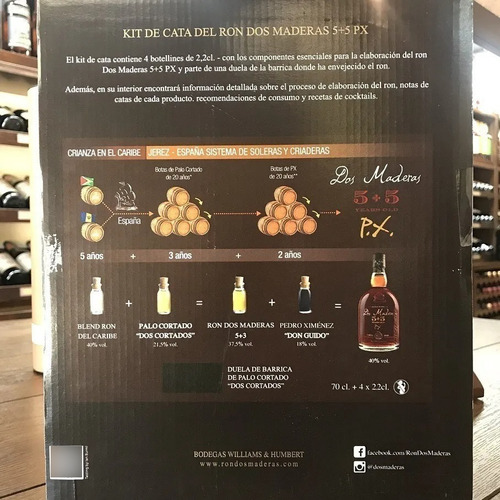 KIT DE CATA DEL RON DOS MADERAS 5+5 PX
El kit de cata contiene 4 botellines de 2,2cl. - con los componentes esenciales para la elaboración del ron
Dos Maderas 5+5 PX y parte de una duela de la barrica donde ha envejecido el ron.
Además, en su interior encontrará información detallada sobre el proceso de elaboración del ron, notas de
catas de cada producto. recomendaciones de consumo y recetas de cocktails.
CRIANZA EN EL CARIBE
JEREZ - ESPAÑA SISTEMA DE SOLERAS Y CRIADERAS
Botas de Palo Cortado
de 20 años**
Botas de PX
de 20 años**
España
Dos Maderas
5+5
YEARS OLD
P.X.
5 años + 3 años + 2 años
+ = + =
BLEND RON
DEL CARIBE
40% vol.
PALO CORTADO
"DOS CORTADOS"
21,5% vol.
RON DOS MADERAS
5+3
37,5% vol.
PEDRO XIMÉNEZ
"DON GUIDO"
18% vol.
Dos Maderas
5+5
PX
40% vol.
DUELA DE BARRICA
DE PALO CORTADO
"DOS CORTADOS"
70 cl. + 4 x 2.2cl.
BODEGAS WILLIAMS & HUMBERT
www.rondosmaderas.com
facebook.com/RonDosMaderas
@dosmaderas